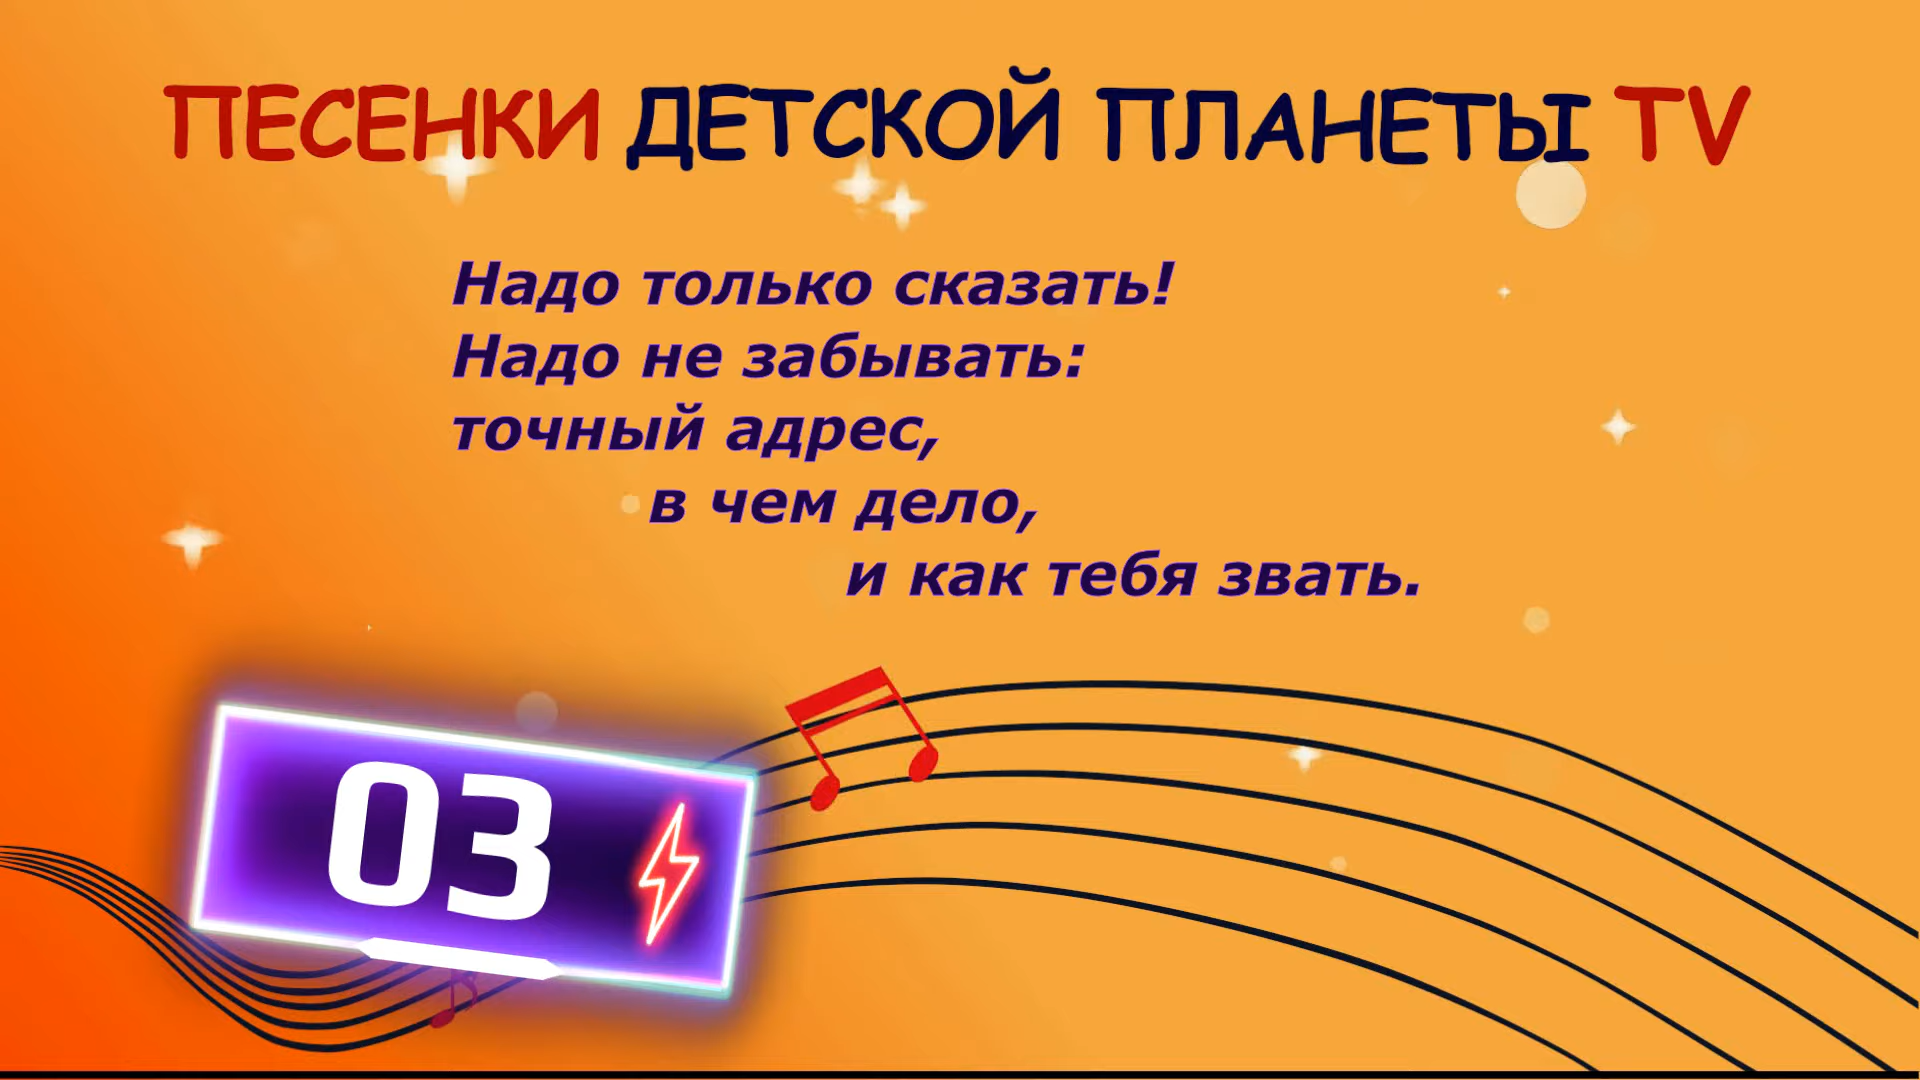 ПЕСЕНКИ ДЕТСКОЙ ПЛАНЕТЫ TV
Надо только сказать!
Надо не забывать:
точный адрес,
в чем дело,
и как тебя звать.
03